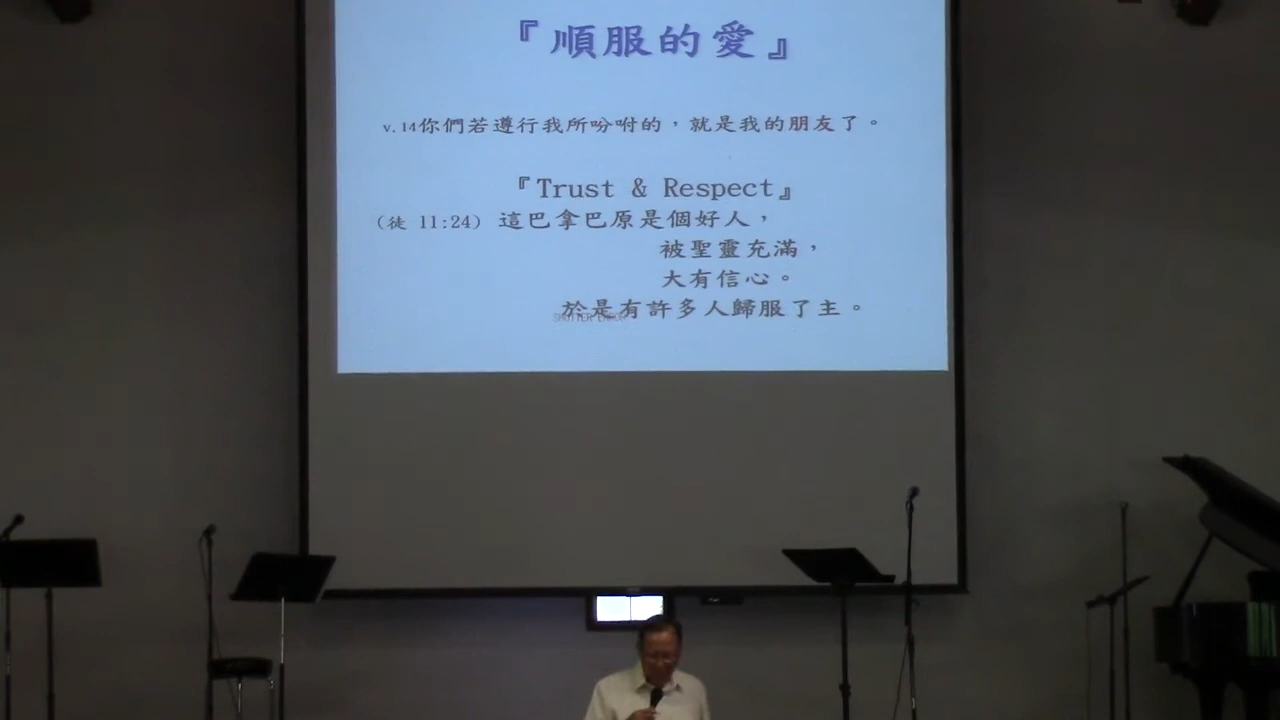 『順服的愛』
v.14你們若遵行我所吩咐的，就是我的朋友了。
『Trust & Respect』
(徒 11:24) 這巴拿巴原是個好人，
被聖靈充滿，
大有信心。
於是有許多人歸服了主。
SHUTTER ERROR